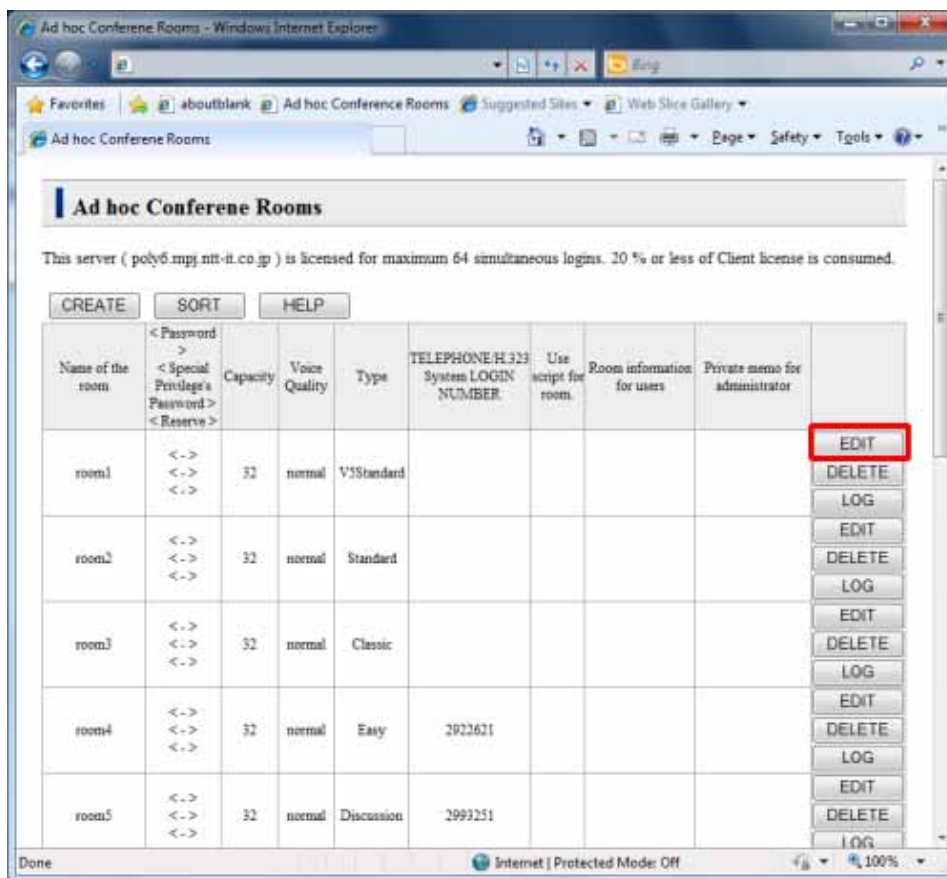 Ad hoc Conferene Rooms - Windows Internet Explorer
Bing
Favorites aboutblank Ad hoc Conference Rooms Suggested Sites Web Slice Gallery
Ad hoc Conferene Rooms Page Safety Tools
Ad hoc Conferene Rooms
This server ( poly6.mpj.ntt-it.co.jp ) is licensed for maximum 64 simultaneous logins. 20 % or less of Client license is consumed.
CREATE SORT HELP
Name of the room
< Password >
< Special Privilege's Password >
< Reserve >
Capacity
Voice Quality
Type
TELEPHONE/H.323 System LOGIN NUMBER
Use script for room.
Room information for users
Private memo for administrator
room1 <-> <-> <-> 32 normal V5Standard EDIT DELETE LOG
room2 <-> <-> <-> 32 normal Standard EDIT DELETE LOG
room3 <-> <-> <-> 32 normal Classic EDIT DELETE LOG
room4 <-> <-> <-> 32 normal Easy 2922621 EDIT DELETE LOG
room5 <-> <-> <-> 32 normal Discussion 2993251 EDIT DELETE LOG
Done Internet | Protected Mode: Off 100%